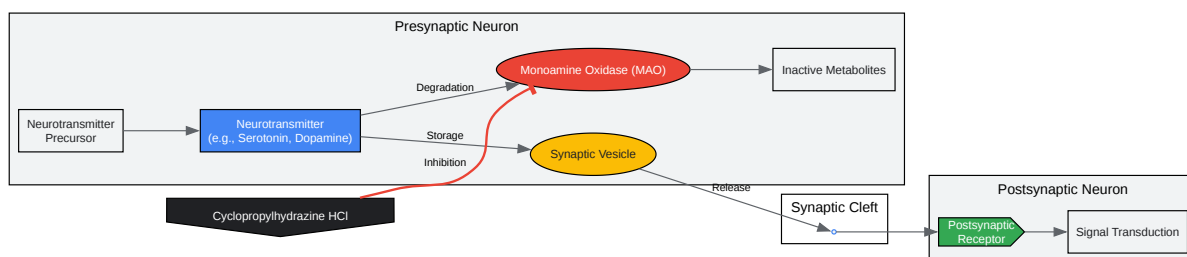 Presynaptic Neuron
Monoamine Oxidase (MAO)
Inactive Metabolites
Degradation
Neurotransmitter
Precursor
Neurotransmitter
(e.g., Serotonin, Dopamine)
Storage
Synaptic Vesicle
Inhibition
Release
Cyclopropylhydrazine HCl
Synaptic Cleft
Postsynaptic Neuron
Postsynaptic
Receptor
Signal Transduction